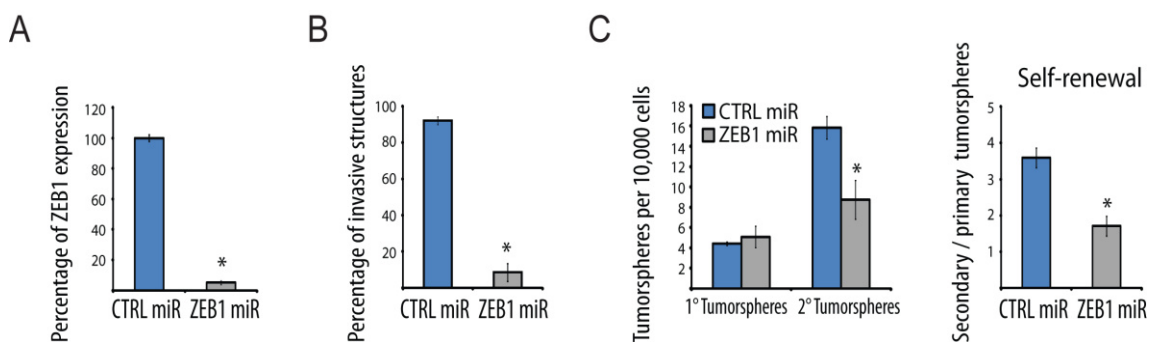 A
Percentage of ZEB1 expression
120
100
80
60
40
20
*
CTRL miR ZEB1 miR
B
Percentage of invasive structures
100
80
60
40
20
*
CTRL miR ZEB1 miR
C
Tumorspheres per 10,000 cells
18
16
14
12
10
8
6
4
2
CTRL miR
ZEB1 miR
*
1° Tumorspheres 2° Tumorspheres
Self-renewal
Secondary / primary tumorspheres
5
4
3
2
1
*
CTRL miR ZEB1 miR